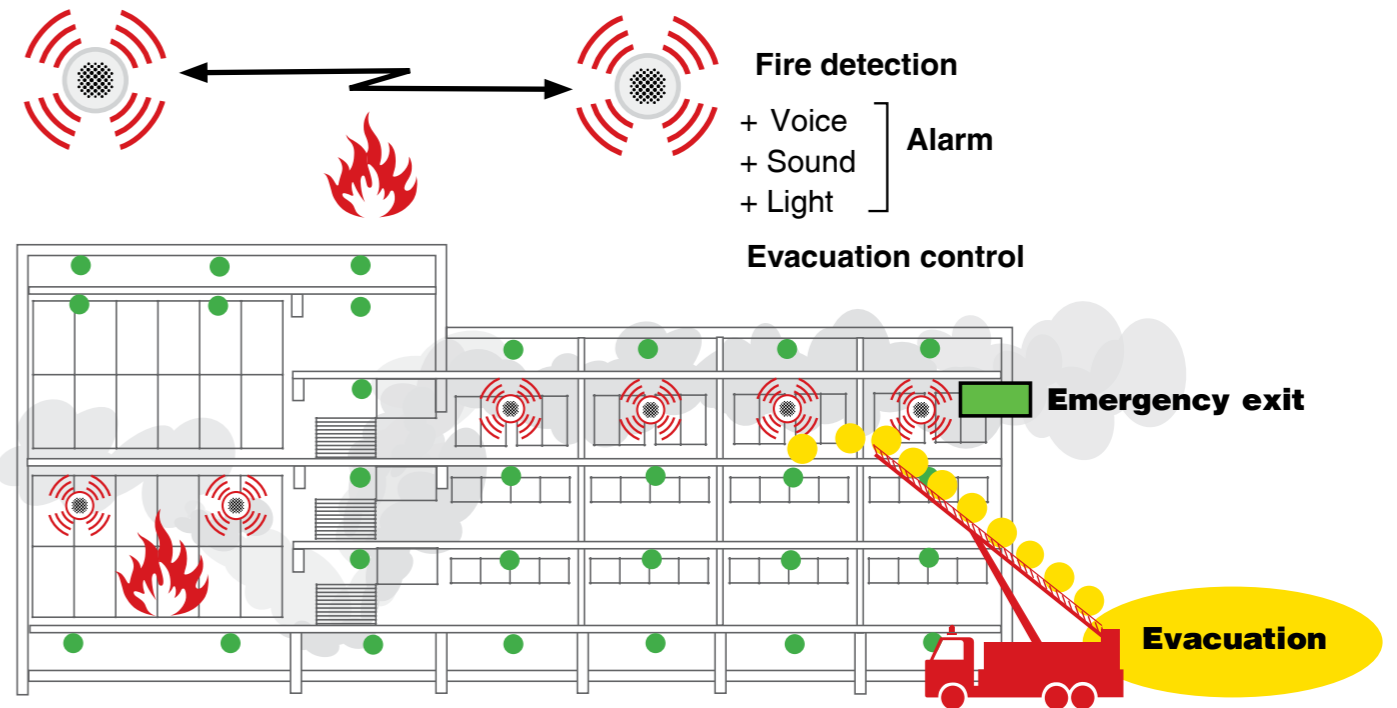 Fire detection
+ Voice
+ Sound
+ Light
Alarm
Evacuation control
Emergency exit
Evacuation